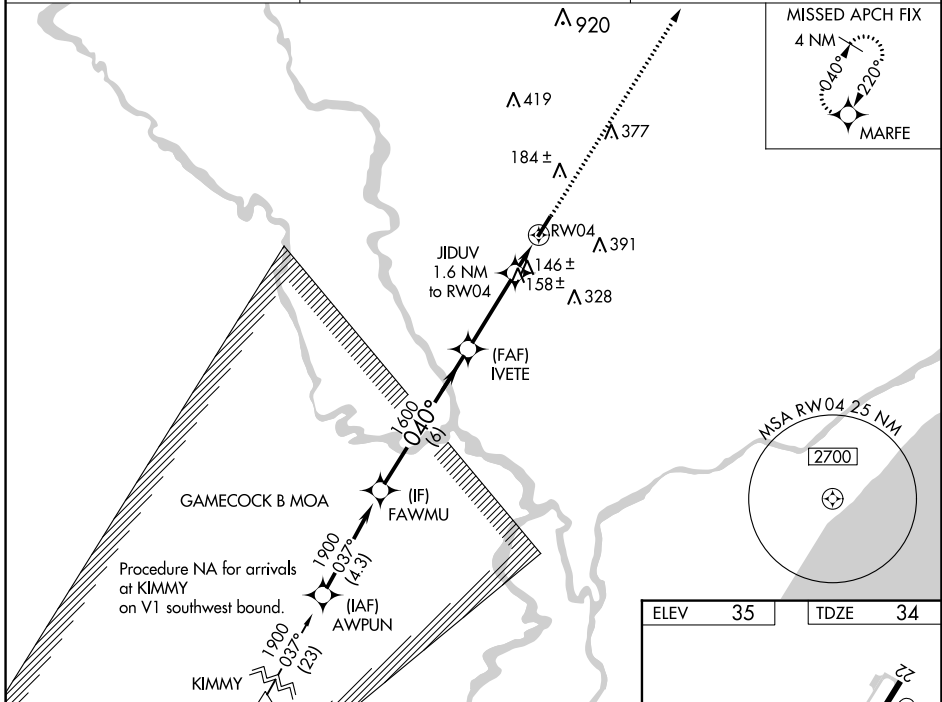 920
MISSED APCH FIX
4 NM
040°
220°
MARFE
419
377
184 ±
RW04
391
JIDUV
1.6 NM
to RW04
146 ±
158 ±
328
(FAF)
IVETE
1600
040°
(6)
MSA RW04 25 NM
2700
GAMECOCK B MOA
(IF)
FAWMU
1900
037°
(4.3)
Procedure NA for arrivals
at KIMMY
on V1 southwest bound.
(IAF)
AWPUN
1900
037°
(23)
KIMMY
ELEV 35
TDZE 34
22